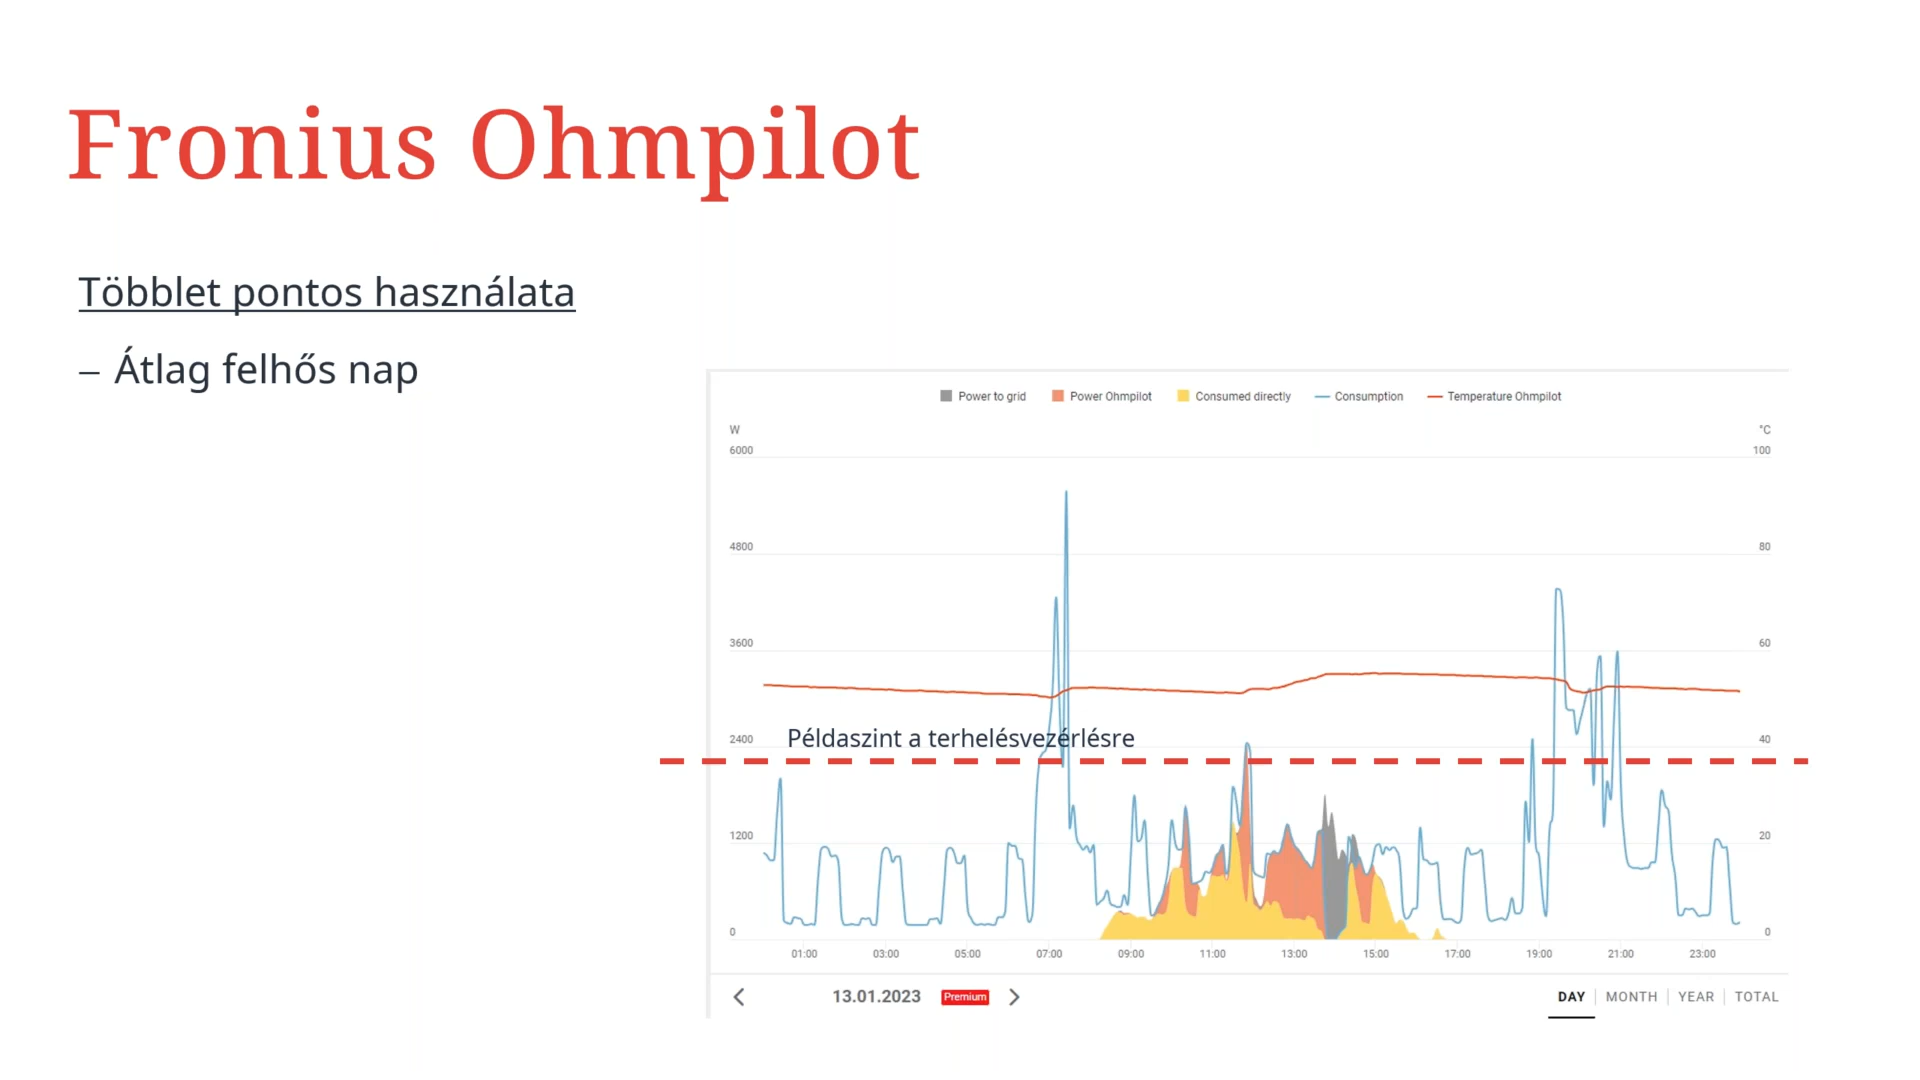 Fronius Ohmpilot
Többlet pontos használata
– Átlag felhős nap
Power to grid Power Ohmpilot Consumed directly Consumption Temperature Ohmpilot
W °C
6000 100
4800 80
3600 60
Példaszint a terhelésvezérlésre
2400 40
1200 20
0 0
01:00 03:00 05:00 07:00 09:00 11:00 13:00 15:00 17:00 19:00 21:00 23:00
13.01.2023 Premium DAY MONTH YEAR TOTAL